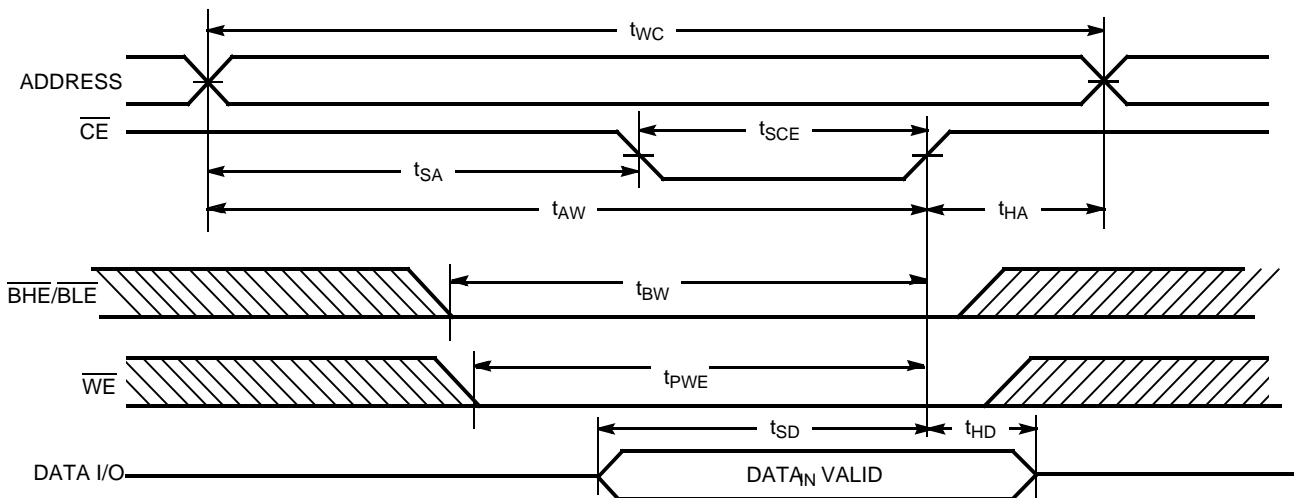 tWC
ADDRESS
CE
tSCE
tSA
tAW
tHA
BHE/BLE
tBW
WE
tPWE
tSD
tHD
DATA I/O
DATAIN VALID